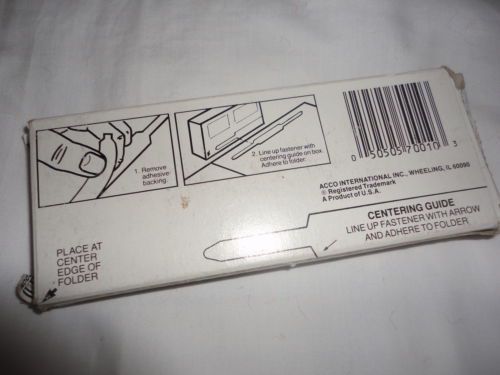 1. Remove
adhesive
backing.
2. Line up fastener with
centering guide on box.
Adhere to folder.
0 50505 70010 3
ACCO INTERNATIONAL INC., WHEELING, IL 60090
® Registered Trademark
A Product of U.S.A.
CENTERING GUIDE
LINE UP FASTENER WITH ARROW
AND ADHERE TO FOLDER
PLACE AT
CENTER
EDGE OF
FOLDER